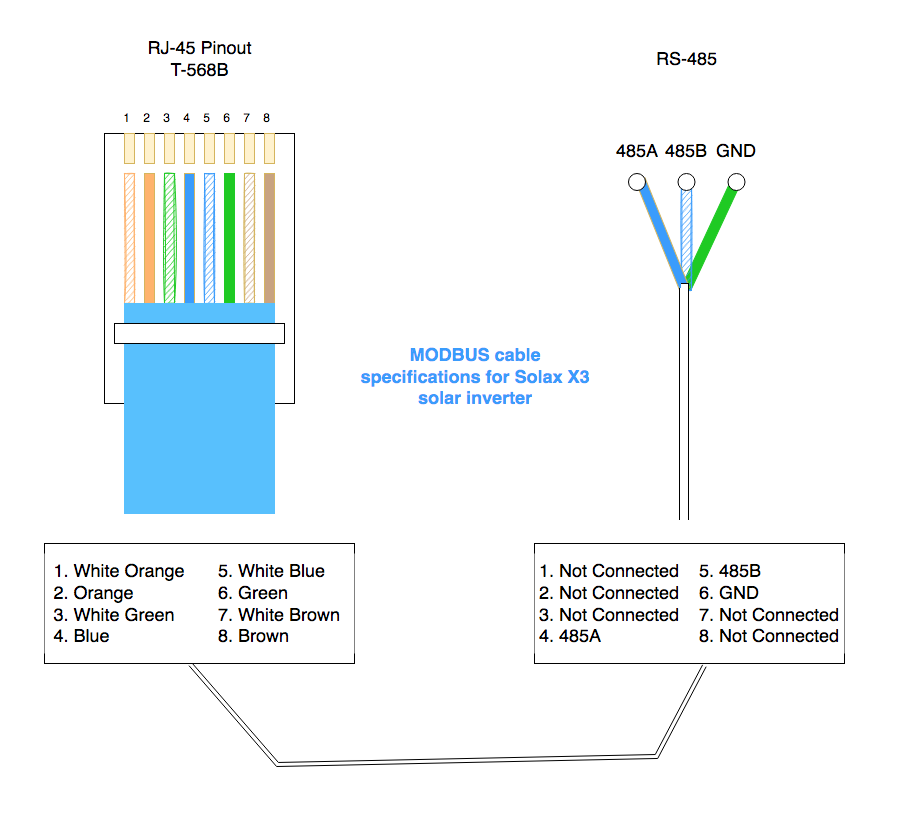 RJ-45 Pinout
T-568B
RS-485
1 2 3 4 5 6 7 8
485A 485B GND
MODBUS cable
specifications for Solax X3
solar inverter
1. White Orange
2. Orange
3. White Green
4. Blue
5. White Blue
6. Green
7. White Brown
8. Brown
1. Not Connected
2. Not Connected
3. Not Connected
4. 485A
5. 485B
6. GND
7. Not Connected
8. Not Connected